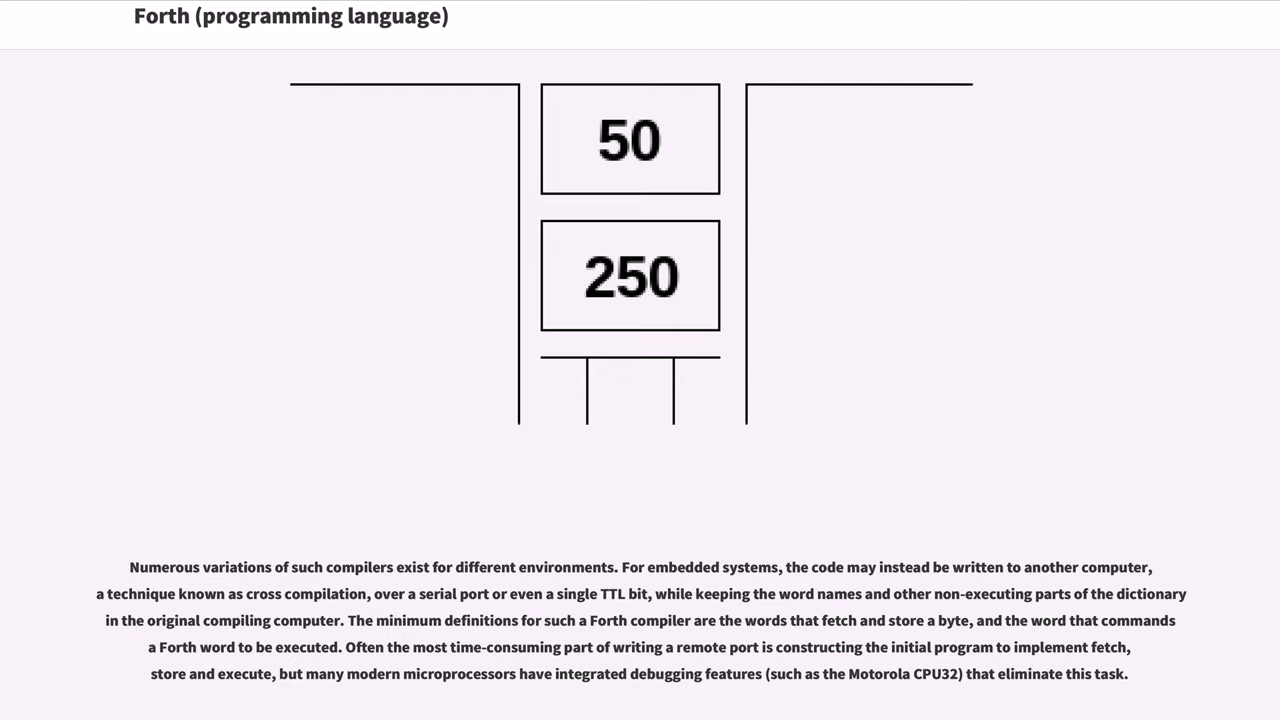 Forth (programming language)
50
250
Numerous variations of such compilers exist for different environments. For embedded systems, the code may instead be written to another computer,
a technique known as cross compilation, over a serial port or even a single TTL bit, while keeping the word names and other non-executing parts of the dictionary
in the original compiling computer. The minimum definitions for such a Forth compiler are the words that fetch and store a byte, and the word that commands
a Forth word to be executed. Often the most time-consuming part of writing a remote port is constructing the initial program to implement fetch,
store and execute, but many modern microprocessors have integrated debugging features (such as the Motorola CPU32) that eliminate this task.